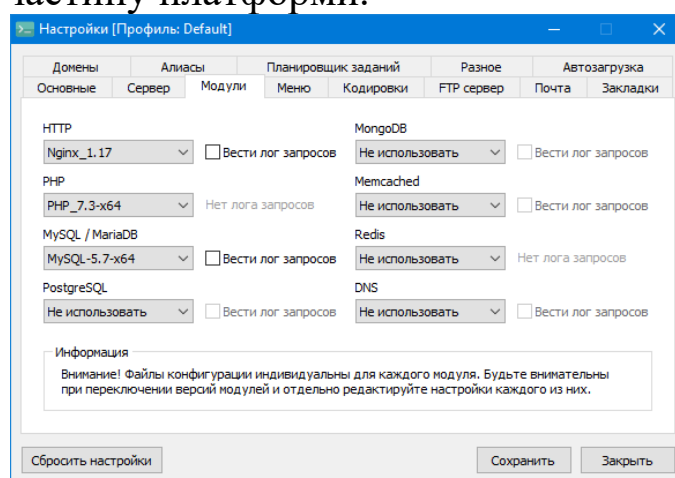 частину платформи.
Настройки [Профиль: Default]
Домены Алиасы Планировщик заданий Разное Автозагрузка
Основные Сервер Модули Меню Кодировки FTP сервер Почта Закладки
HTTP MongoDB
Nginx_1.17 Вести лог запросов Не использовать Вести лог запросов
PHP Memcached
PHP_7.3-x64 Нет лога запросов Не использовать Вести лог запросов
MySQL / MariaDB Redis
MySQL-5.7-x64 Вести лог запросов Не использовать Нет лога запросов
PostgreSQL DNS
Не использовать Вести лог запросов Не использовать Вести лог запросов
Информация
Внимание! Файлы конфигурации индивидуальны для каждого модуля. Будьте внимательны
при переключении версий модулей и отдельно редактируйте настройки каждого из них.
Сбросить настройки Сохранить Закрыть